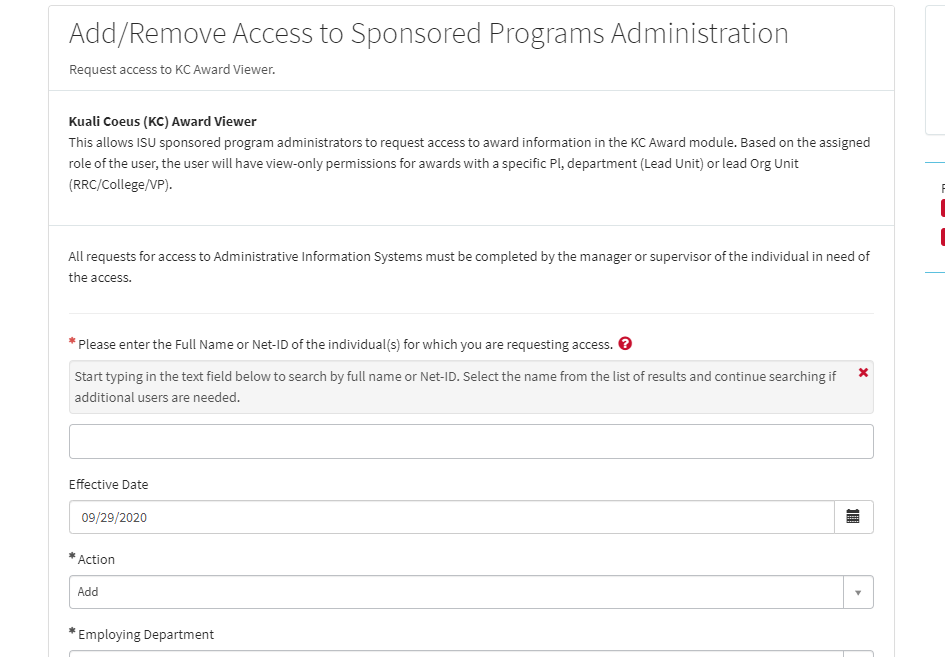 Add/Remove Access to Sponsored Programs Administration
Request access to KC Award Viewer.
Kuali Coeus (KC) Award Viewer
This allows ISU sponsored program administrators to request access to award information in the KC Award module. Based on the assigned
role of the user, the user will have view-only permissions for awards with a specific PI, department (Lead Unit) or lead Org Unit
(RRC/College/VP).
All requests for access to Administrative Information Systems must be completed by the manager or supervisor of the individual in need of
the access.
* Please enter the Full Name or Net-ID of the individual(s) for which you are requesting access. ?
Start typing in the text field below to search by full name or Net-ID. Select the name from the list of results and continue searching if
additional users are needed.
Effective Date
09/29/2020
* Action
Add
* Employing Department